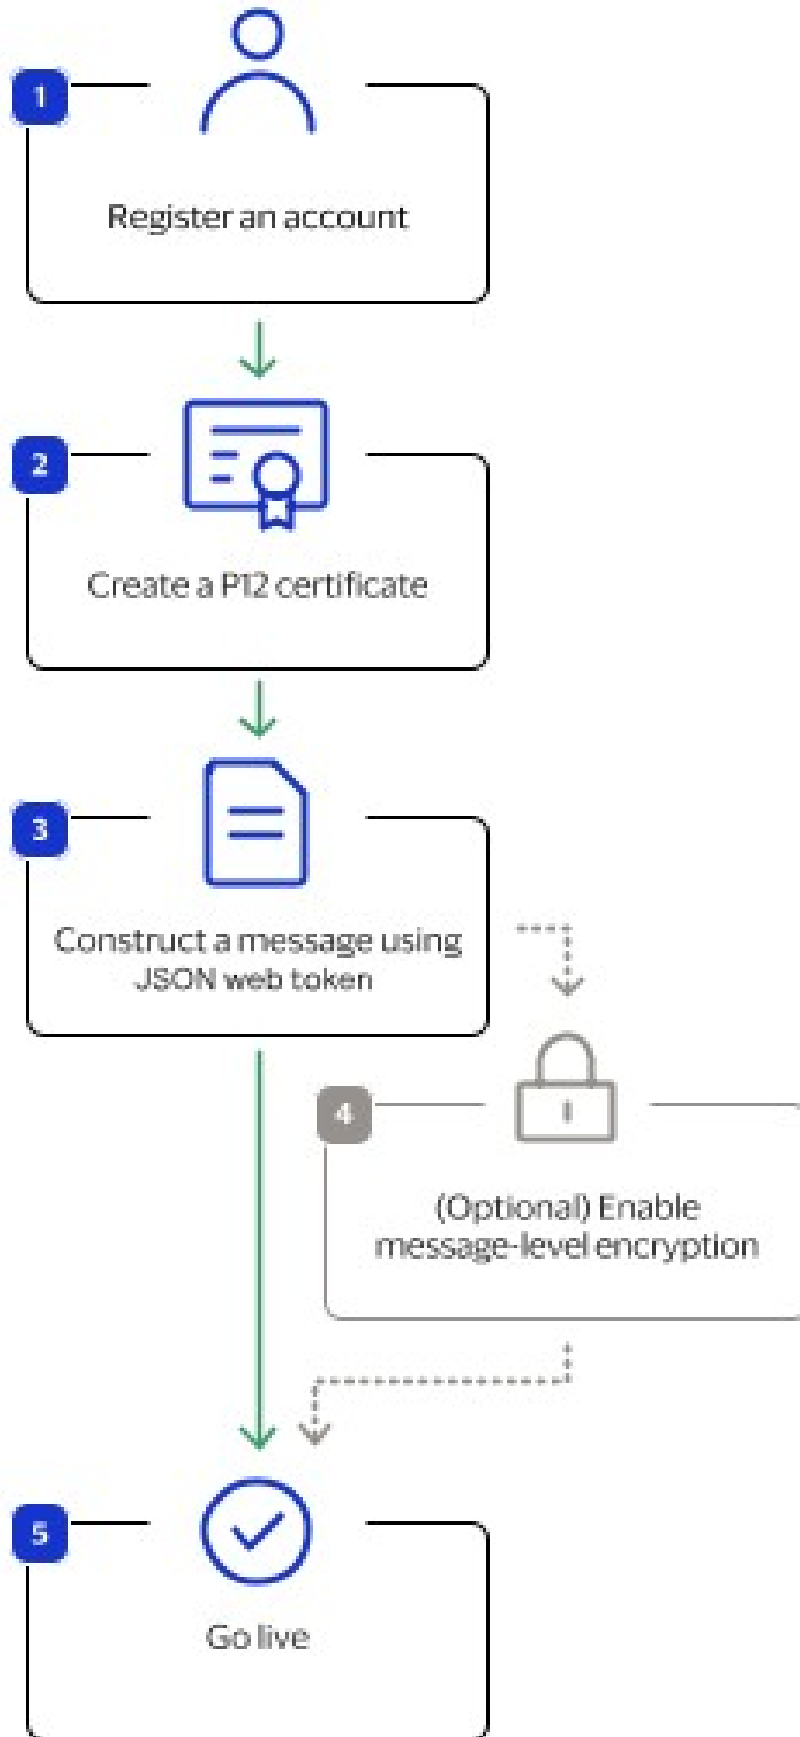 1
Register an account
2
Create a P12 certificate
3
Construct a message using
JSON web token
4
(Optional) Enable
message-level encryption
5
Go live